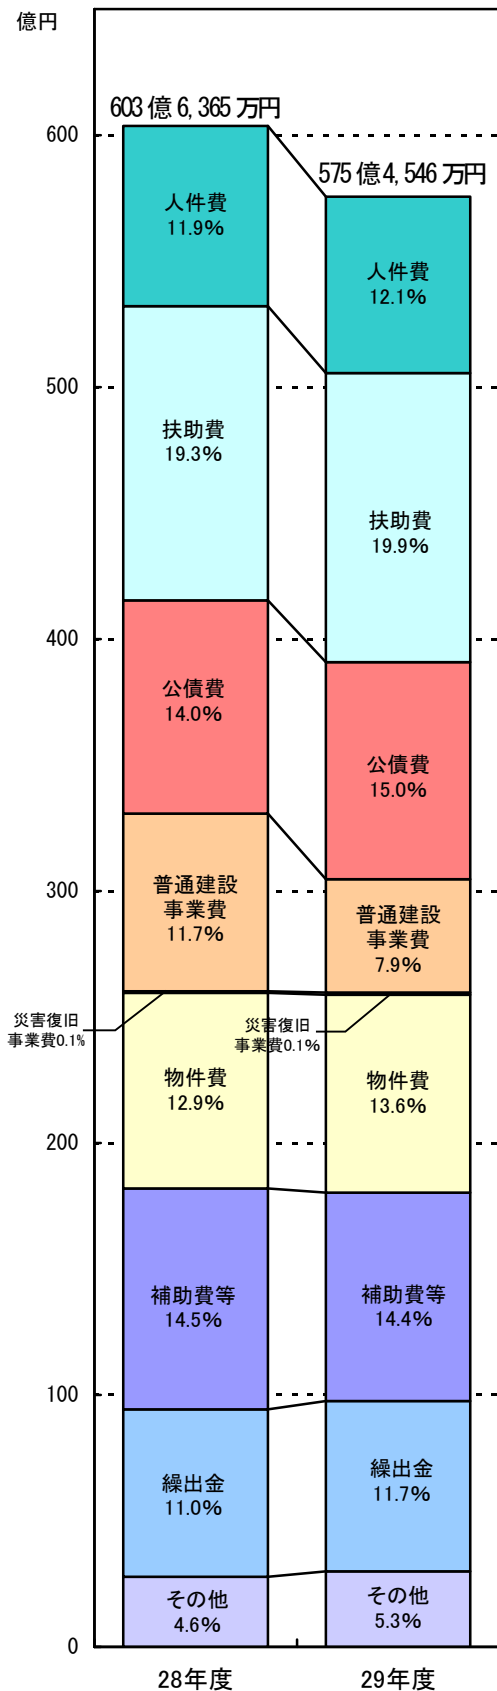 億円
603億6,365万円
575億4,546万円
600
500
400
300
200
100
0
人件費
11.9%
扶助費
19.3%
公債費
14.0%
普通建設
事業費
11.7%
災害復旧
事業費0.1%
物件費
12.9%
補助費等
14.5%
繰出金
11.0%
その他
4.6%
28年度
人件費
12.1%
扶助費
19.9%
公債費
15.0%
普通建設
事業費
7.9%
災害復旧
事業費0.1%
物件費
13.6%
補助費等
14.4%
繰出金
11.7%
その他
5.3%
29年度